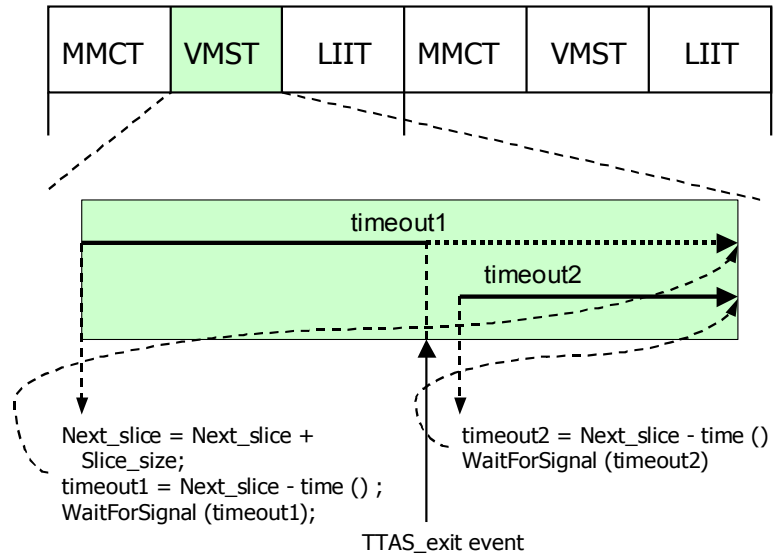 MMCT VMST LIIT MMCT VMST LIIT
timeout1
timeout2
Next_slice = Next_slice +
Slice_size;
timeout1 = Next_slice - time () ;
WaitForSignal (timeout1);
timeout2 = Next_slice - time ()
WaitForSignal (timeout2)
TTAS_exit event